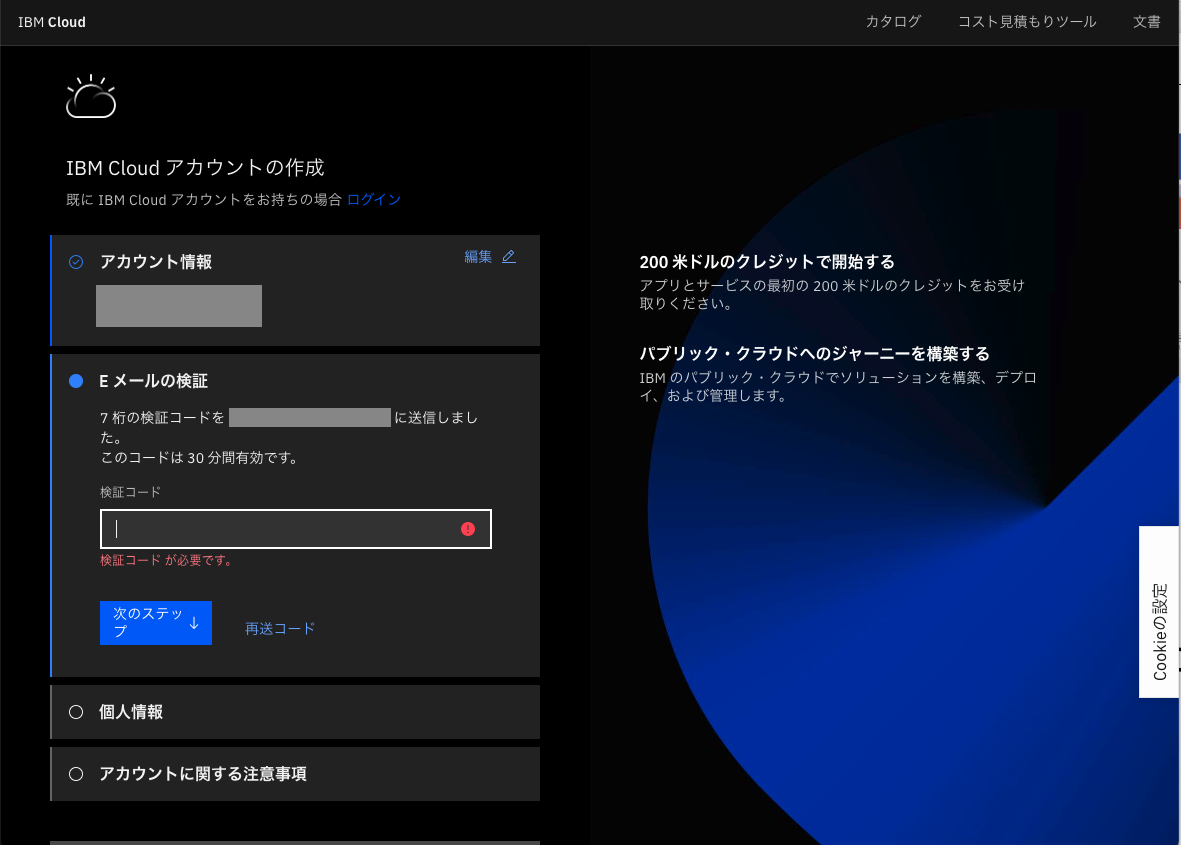 IBM Cloud
カタログ
コスト見積もりツール
文書
IBM Cloud アカウントの作成
既に IBM Cloud アカウントをお持ちの場合 ログイン
アカウント情報
編集
E メールの検証
7 桁の検証コードを に送信しまし
た。
このコードは 30 分間有効です。
検証コード
検証コード が必要です。
次のステッ
プ
再送コード
個人情報
アカウントに関する注意事項
200 米ドルのクレジットで開始する
アプリとサービスの最初の 200 米ドルのクレジットをお受け
取りください。
パブリック・クラウドへのジャーニーを構築する
IBM のパブリック・クラウドでソリューションを構築、デプロ
イ、および管理します。
Cookieの設定